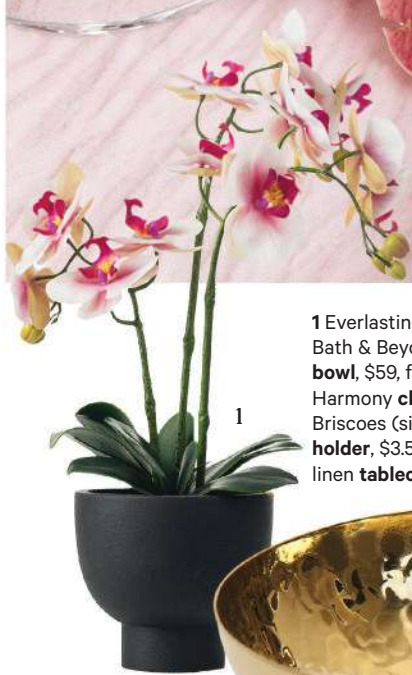 1
1 Everlastin
Bath & Beyo
bowl, $59, f
Harmony cl
Briscoes (si
holder, $3.5
linen tablec